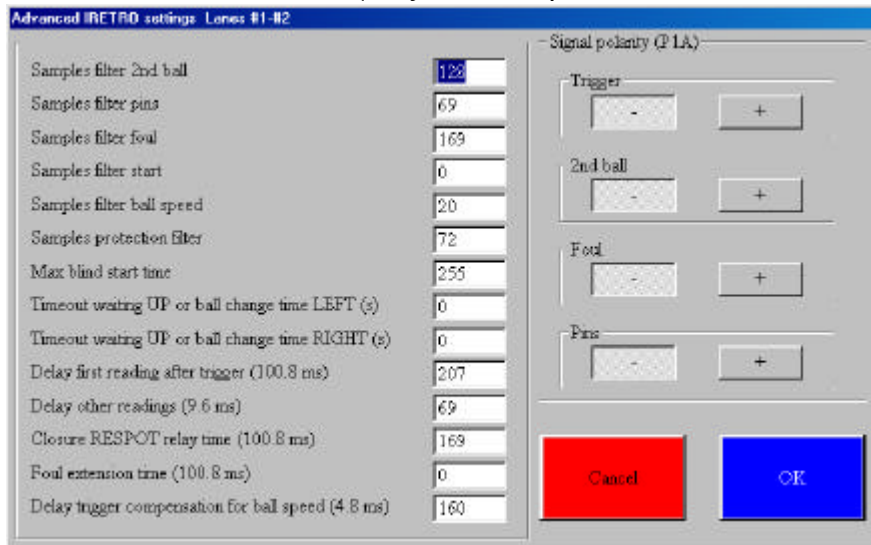 Advanced IRETRO settings Lanes #1-#2
Samples filter 2nd ball 128
Samples filter pins 69
Samples filter foul 169
Samples filter start 0
Samples filter ball speed 20
Samples protection filter 72
Max blind start time 255
Timeout waiting UP or ball change time LEFT (s) 0
Timeout waiting UP or ball change time RIGHT (s) 0
Delay first reading after trigger (100.8 ms) 207
Delay other readings (9.6 ms) 69
Closure RESPOT relay time (100.8 ms) 169
Foul extension time (100.8 ms) 0
Delay trigger compensation for ball speed (4.8 ms) 160
Signal polarity (P1A)
Trigger
- +
2nd ball
- +
Foul
- +
Pins
- +
Cancel OK